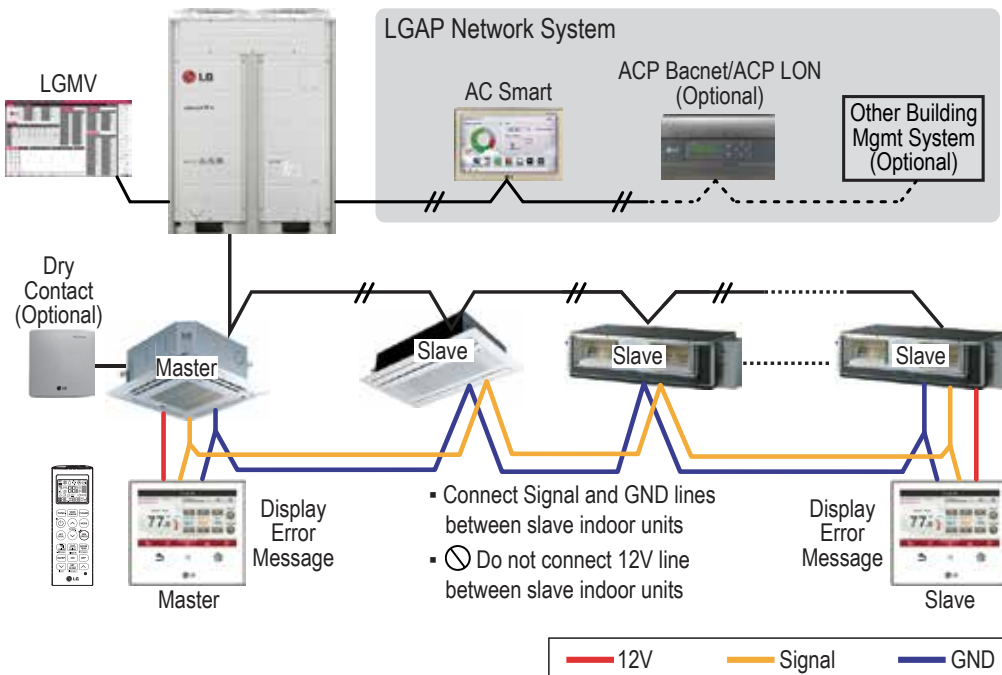 LGAP Network System
LGMV
LG
AC Smart
ACP Bacnet/ACP LON
(Optional)
Other Building
Mgmt System
(Optional)
Dry
Contact
(Optional)
Master
Slave
Slave
Slave
LG
77
Display
Error
Message
Master
▪ Connect Signal and GND lines
between slave indoor units
▪ Do not connect 12V line
between slave indoor units
Display
Error
Message
77
Slave
12V
Signal
GND